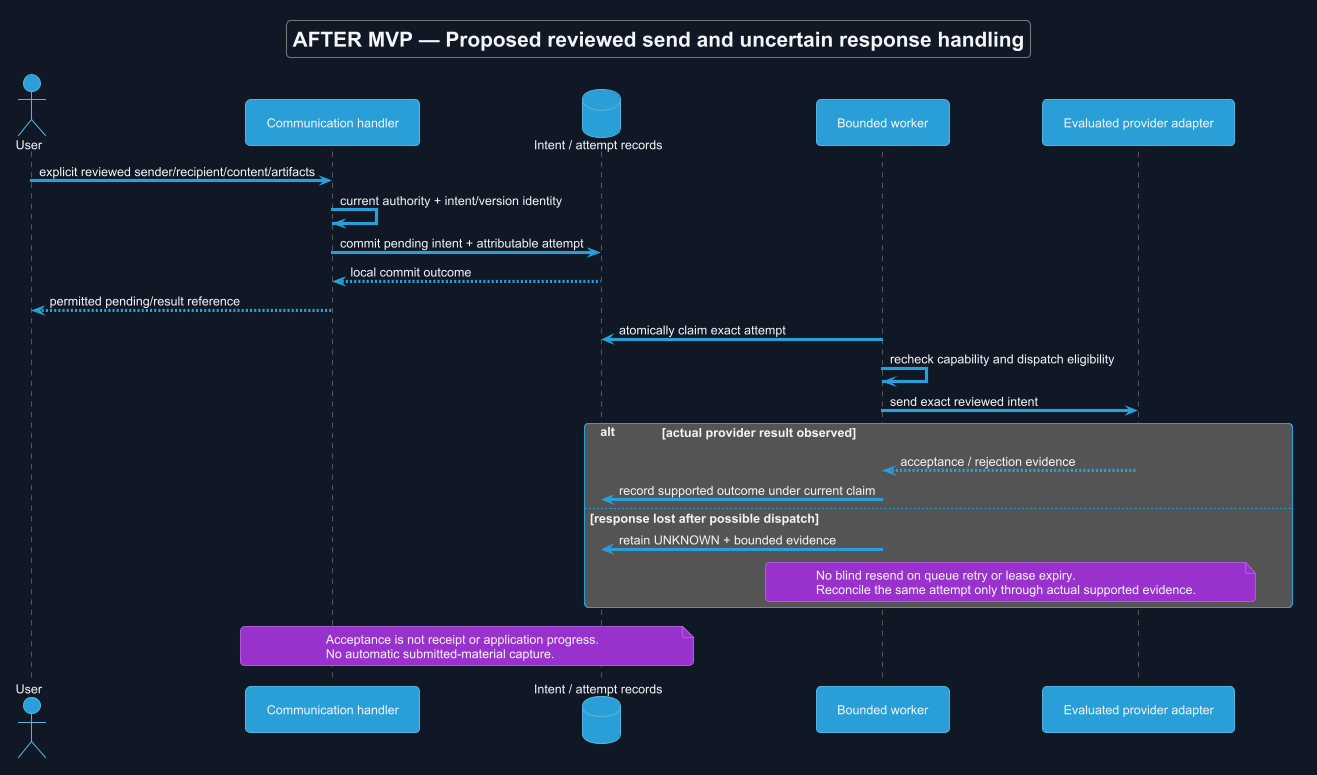 AFTER MVP — Proposed reviewed send and uncertain response handling
User
Communication handler
Intent / attempt records
Bounded worker
Evaluated provider adapter
explicit reviewed sender/recipient/content/artifacts
current authority + intent/version identity
commit pending intent + attributable attempt
local commit outcome
permitted pending/result reference
atomically claim exact attempt
recheck capability and dispatch eligibility
send exact reviewed intent
alt
[actual provider result observed]
acceptance / rejection evidence
record supported outcome under current claim
[response lost after possible dispatch]
retain UNKNOWN + bounded evidence
No blind resend on queue retry or lease expiry.
Reconcile the same attempt only through actual supported evidence.
Acceptance is not receipt or application progress.
No automatic submitted-material capture.
User
Communication handler
Intent / attempt records
Bounded worker
Evaluated provider adapter